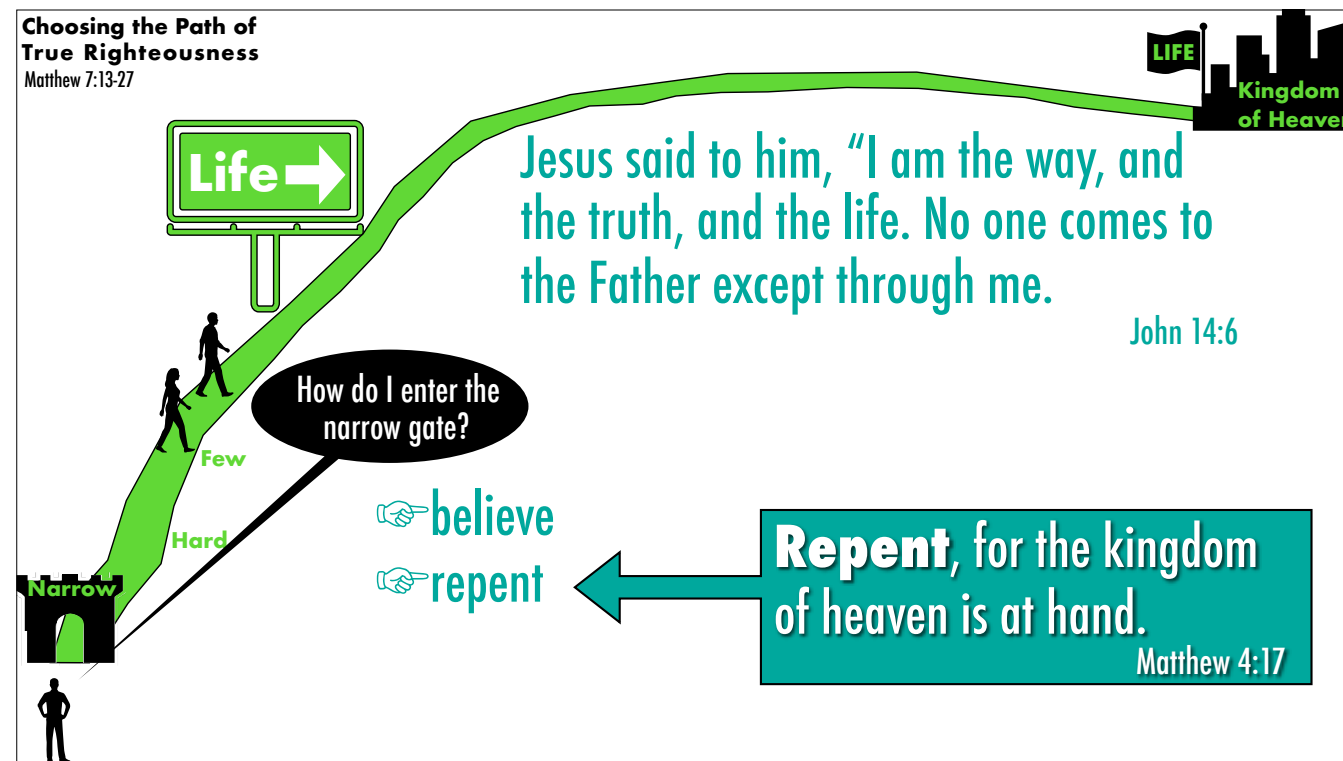 Choosing the Path of
True Righteousness
Matthew 7:13-27
LIFE
Kingdom
of Heaven
Life
Jesus said to him, “I am the way, and
the truth, and the life. No one comes to
the Father except through me.
John 14:6
How do I enter the
narrow gate?
Few
Hard
Narrow
☞believe
☞repent
Repent, for the kingdom
of heaven is at hand.
Matthew 4:17